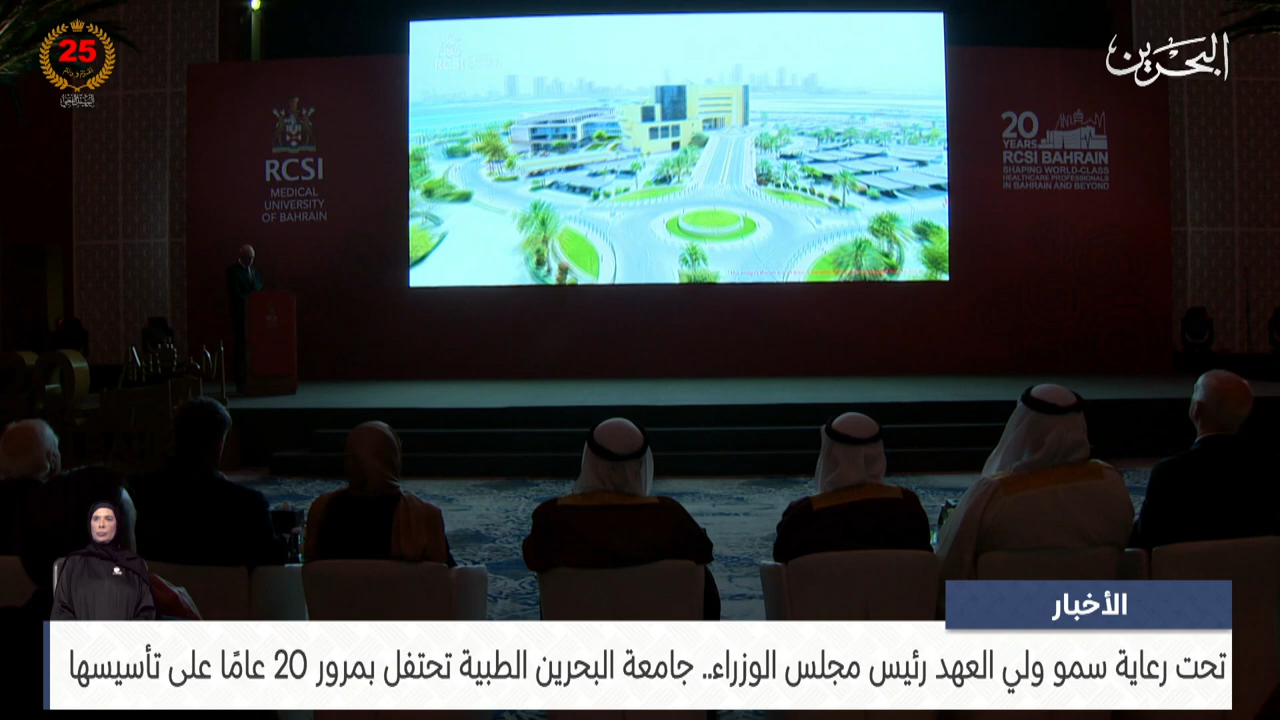 25
البحرين
RCSI
RCSI
MEDICAL
UNIVERSITY
OF BAHRAIN
20
YEARS
RCSI BAHRAIN
SHAPING WORLD-CLASS
HEALTHCARE PROFESSIONALS
IN BAHRAIN AND BEYOND
الأخبار
تحت رعاية سمو ولي العهد رئيس مجلس الوزراء.. جامعة البحرين الطبية تحتفل بمرور 20 عامًا على تأسيسها